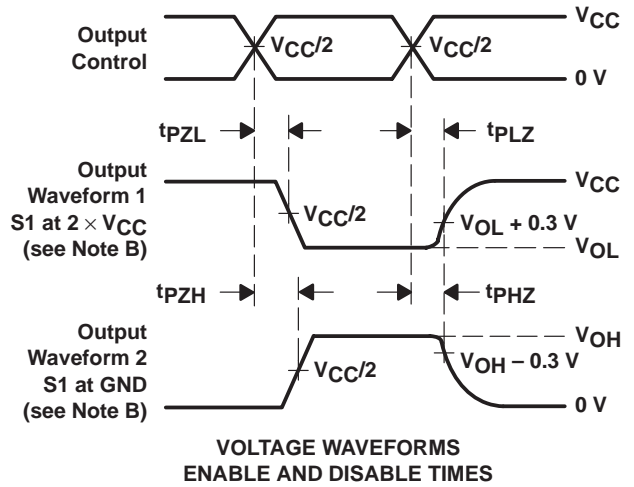 Output
Control
VCC/2
VCC/2
VCC
0 V
tPZL
tPLZ
Output
Waveform 1
S1 at 2 × VCC
(see Note B)
VCC/2
VCC
VOL + 0.3 V
VOL
tPZH
tPHZ
Output
Waveform 2
S1 at GND
(see Note B)
VCC/2
VOH
VOH – 0.3 V
0 V
VOLTAGE WAVEFORMS
ENABLE AND DISABLE TIMES